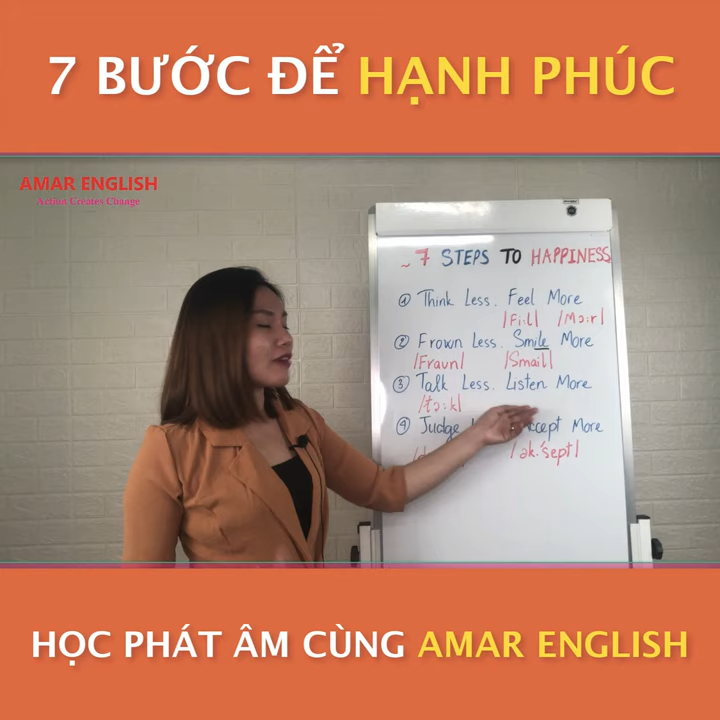 7 BƯỚC ĐỂ HẠNH PHÚC
AMAR ENGLISH
Action Creates Change
~ 7 STEPS TO HAPPINESS
① Think Less. Feel More
/Fi:l/ /Mɔ:r/
② Frown Less. Smile More
/Fraun/ /Smail/
③ Talk Less. Listen More
/tɔ:k/
④ Judge More
/ək.'sept/
HỌC PHÁT ÂM CÙNG AMAR ENGLISH